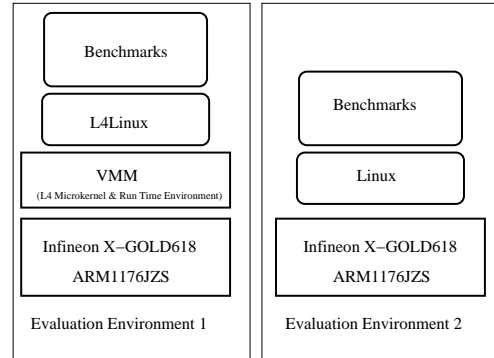 Benchmarks
L4Linux
VMM
(L4 Microkernel & Run Time Environment)
Infineon X−GOLD618
ARM1176JZS
Evaluation Environment 1
Benchmarks
Linux
Infineon X−GOLD618
ARM1176JZS
Evaluation Environment 2